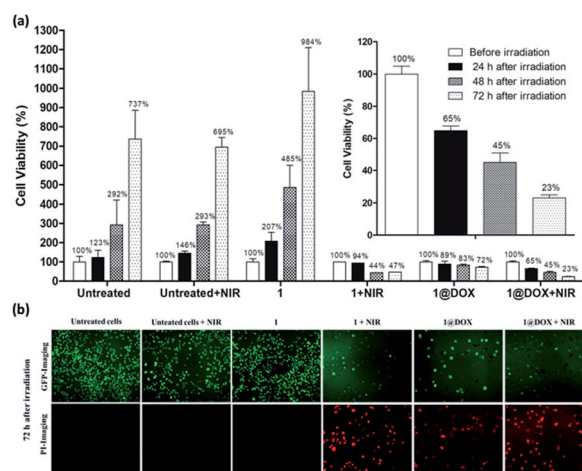 (a)
Cell Viability (%)
1300
1200
1100
1000
900
800
700
600
500
400
300
200
100
0
100% 123% 292% 737%
100% 146% 293% 695%
100% 207% 485% 984%
100% 94% 44% 47%
100% 89% 83% 72%
100% 65% 45% 23%
Untreated Untreated+NIR 1 1+NIR 1@DOX 1@DOX+NIR
Cell Viability (%)
120
100
80
60
40
20
0
100%
65%
45%
23%
Before irradiation
24 h after irradiation
48 h after irradiation
72 h after irradiation
(b)
Untreated cells Untreated cells + NIR 1 1 + NIR 1@DOX 1@DOX+NIR
72 h after irradiation
GFP-Imaging
PI-Imaging